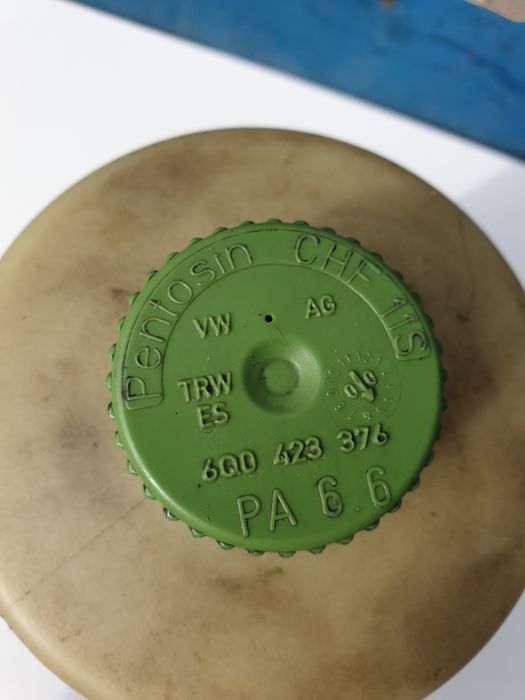 Pentosin CHF 11S
VW AG
TRW
ES
6Q0 423 376
PA 6.6